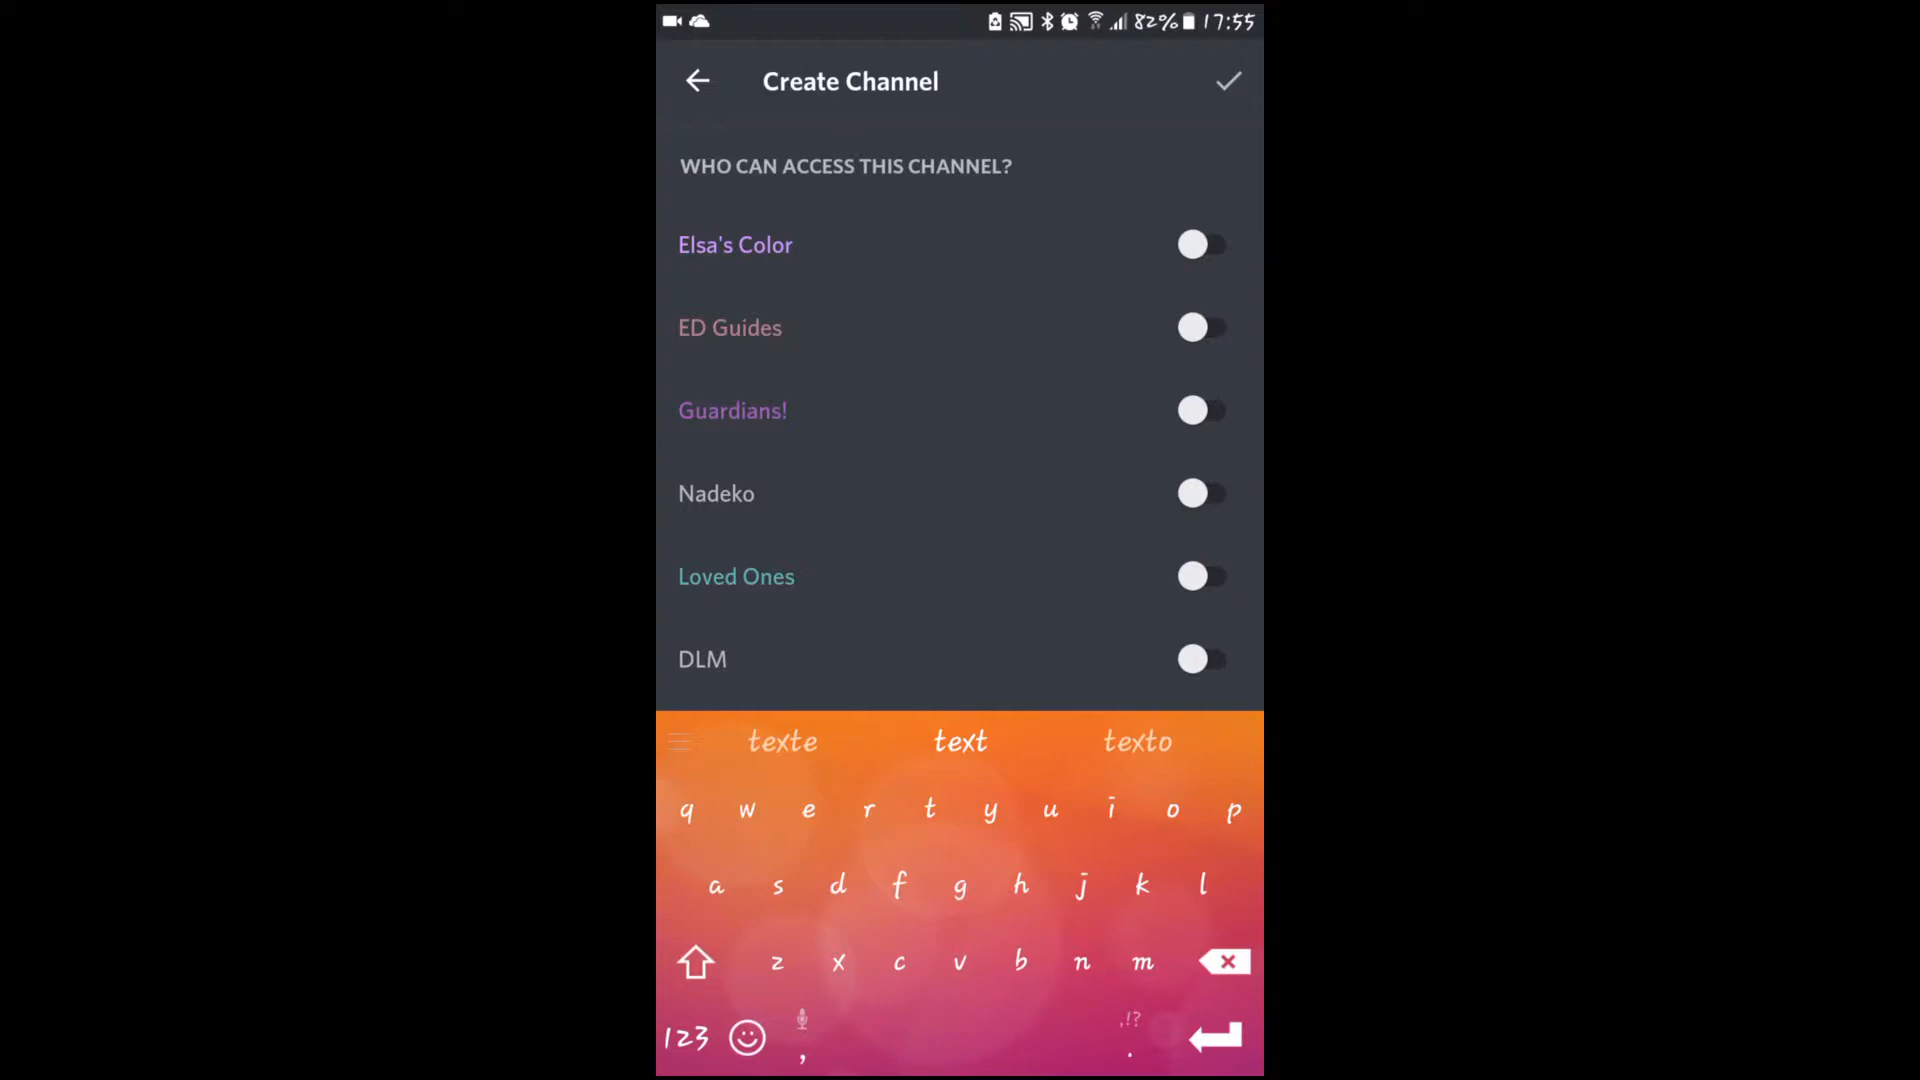 82% 17:55
Create Channel
WHO CAN ACCESS THIS CHANNEL?
Elsa's Color
ED Guides
Guardians!
Nadeko
Loved Ones
DLM
texte text texto
q w e r t y u i o p
a s d f g h j k l
z x c v b n m
,!?
123 , .